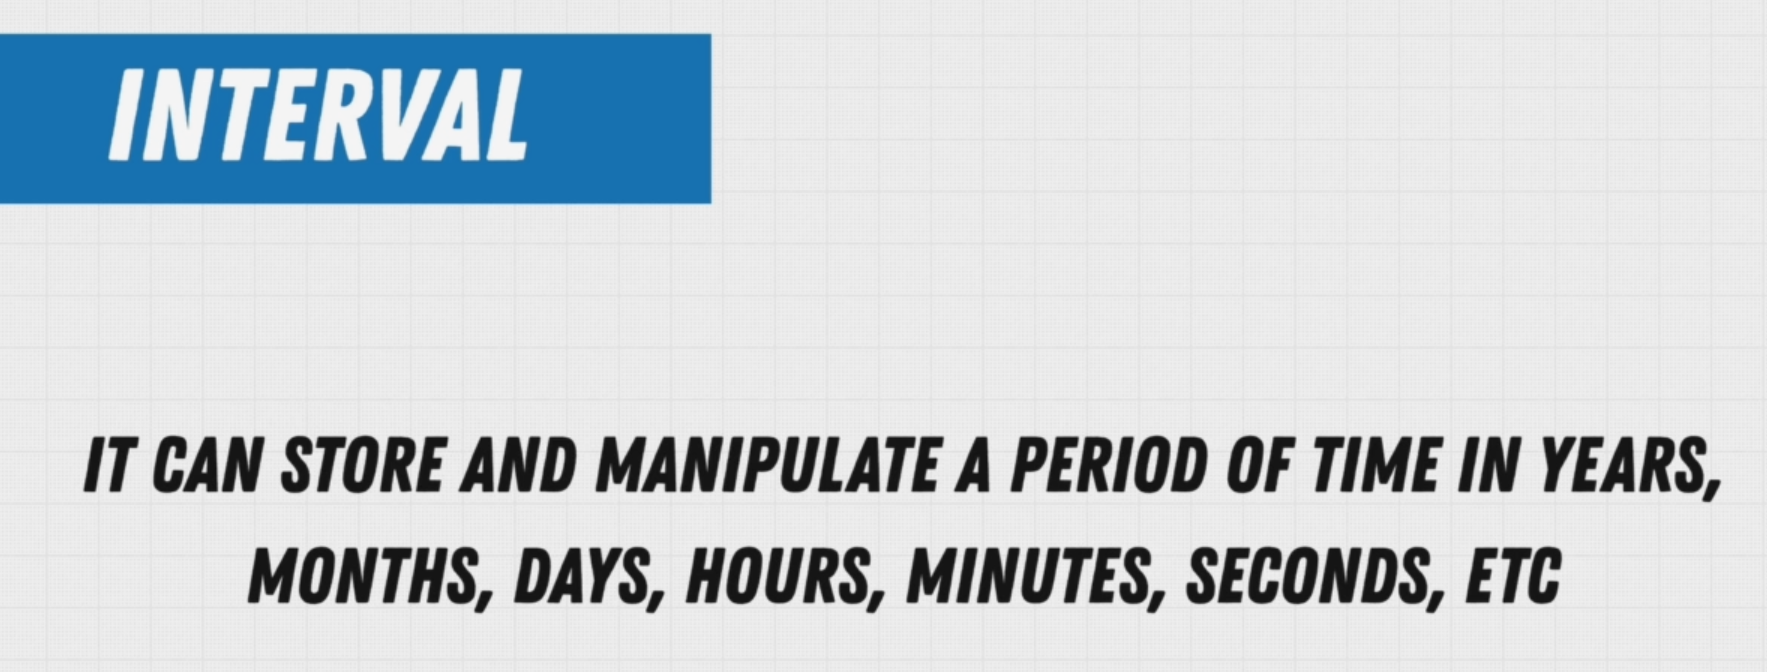 INTERVAL
IT CAN STORE AND MANIPULATE A PERIOD OF TIME IN YEARS,
MONTHS, DAYS, HOURS, MINUTES, SECONDS, ETC